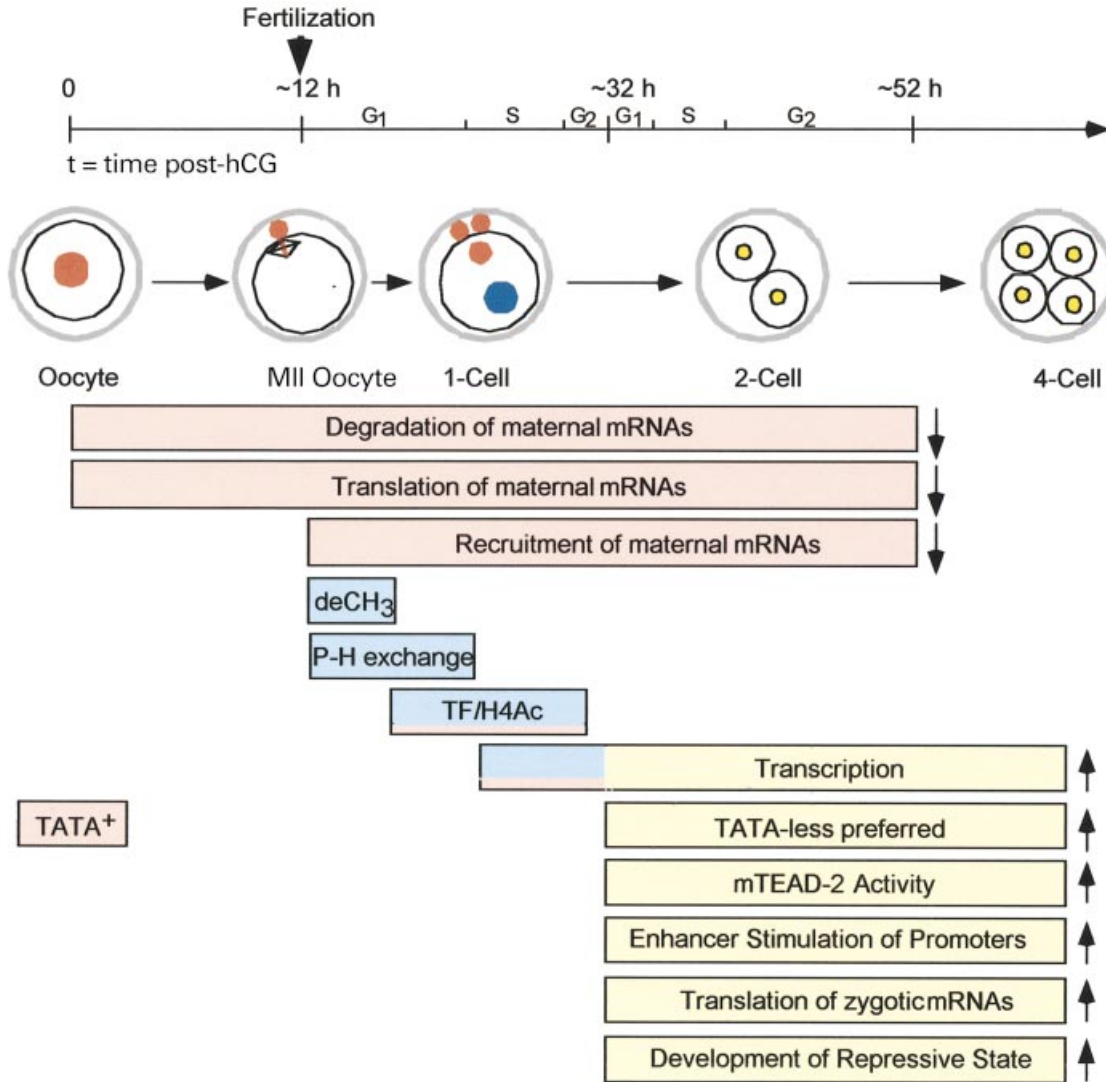 Fertilization
0 ~12 h ~32 h ~52 h
G1 S G2 G1 S G2
t = time post-hCG
Oocyte MII Oocyte 1-Cell 2-Cell 4-Cell
Degradation of maternal mRNAs
Translation of maternal mRNAs
Recruitment of maternal mRNAs
deCH3
P-H exchange
TF/H4Ac
Transcription
TATA+ TATA-less preferred
mTEAD-2 Activity
Enhancer Stimulation of Promoters
Translation of zygoticmRNAs
Development of Repressive State